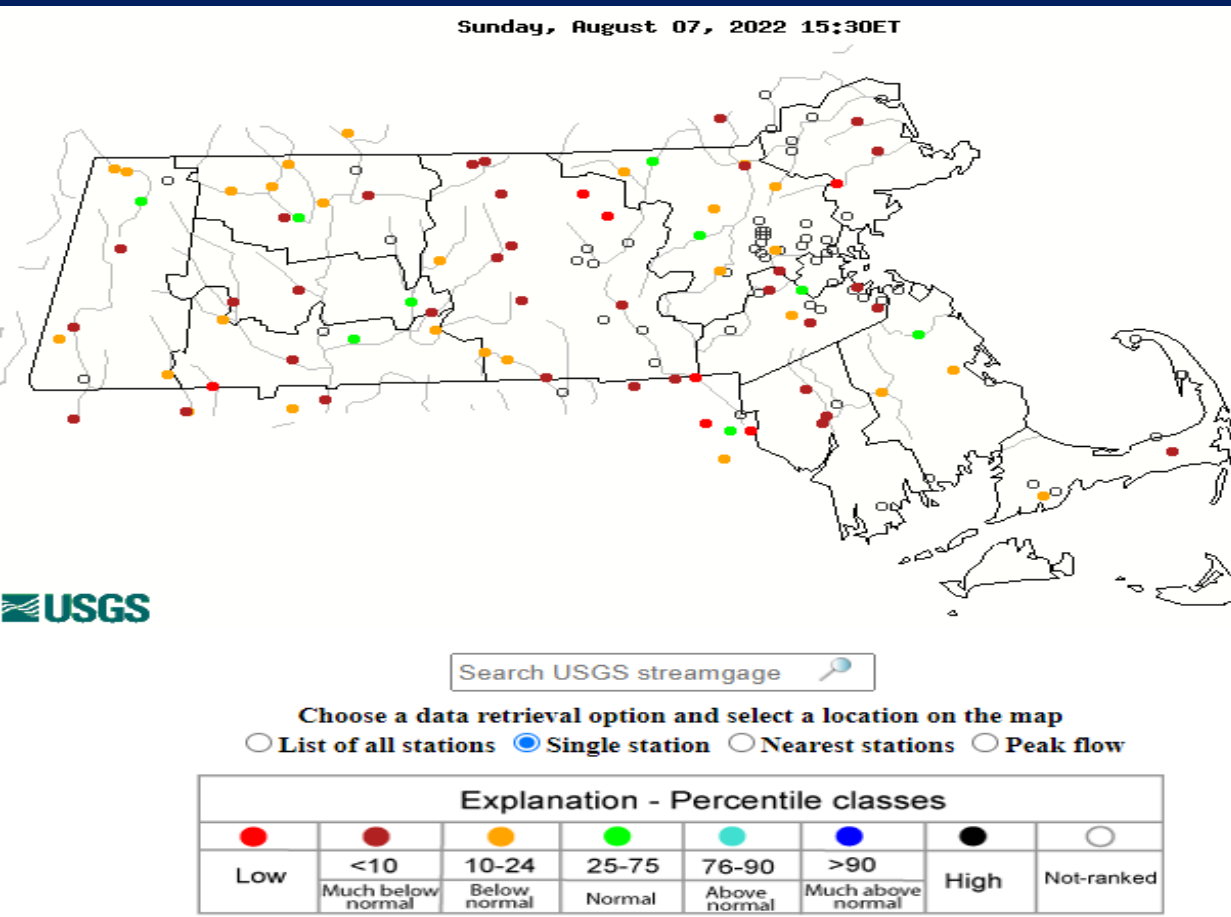 Sunday, August 07, 2022 15:30ET
USGS
Search USGS streamgage
Choose a data retrieval option and select a location on the map
List of all stations Single station Nearest stations Peak flow
Explanation - Percentile classes
Low <10 10-24 25-75 76-90 >90 High Not-ranked
Much below normal Below normal Normal Above normal Much above normal